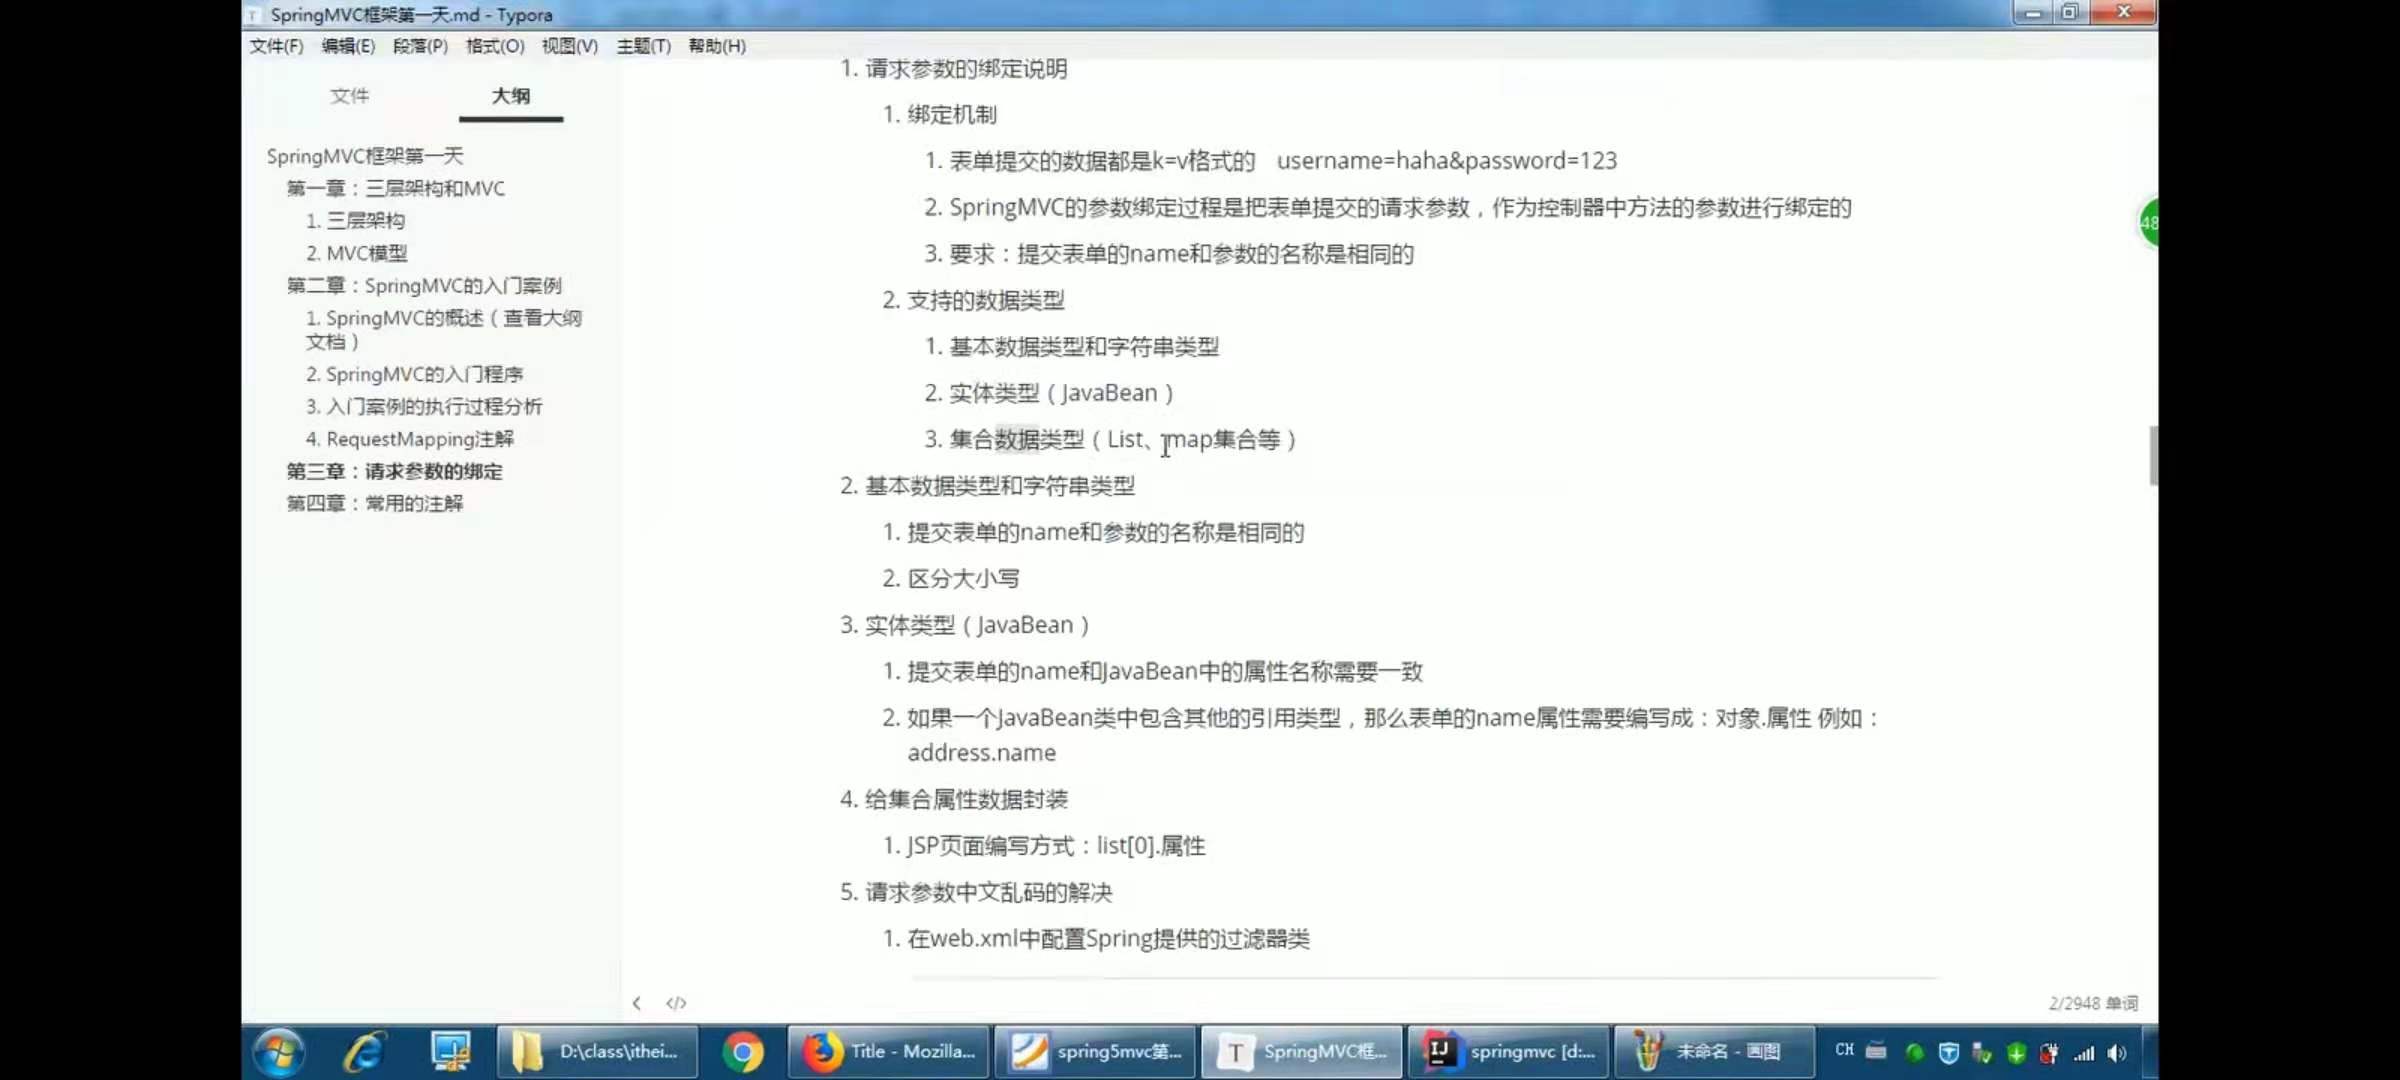 SpringMVC框架第一天.md - Typora
文件(F) 编辑(E) 段落(P) 格式(O) 视图(V) 主题(T) 帮助(H)
文件 大纲
SpringMVC框架第一天
第一章：三层架构和MVC
1. 三层架构
2. MVC模型
第二章：SpringMVC的入门案例
1. SpringMVC的概述（查看大纲
文档）
2. SpringMVC的入门程序
3. 入门案例的执行过程分析
4. RequestMapping注解
第三章：请求参数的绑定
第四章：常用的注解
1. 请求参数的绑定说明
1. 绑定机制
1. 表单提交的数据都是k=v格式的 username=haha&password=123
2. SpringMVC的参数绑定过程是把表单提交的请求参数，作为控制器中方法的参数进行绑定的
3. 要求：提交表单的name和参数的名称是相同的
2. 支持的数据类型
1. 基本数据类型和字符串类型
2. 实体类型（JavaBean）
3. 集合数据类型（List、map集合等）
2. 基本数据类型和字符串类型
1. 提交表单的name和参数的名称是相同的
2. 区分大小写
3. 实体类型（JavaBean）
1. 提交表单的name和JavaBean中的属性名称需要一致
2. 如果一个JavaBean类中包含其他的引用类型，那么表单的name属性需要编写成：对象.属性 例如：
address.name
4. 给集合属性数据封装
1. JSP页面编写方式：list[0].属性
5. 请求参数中文乱码的解决
1. 在web.xml中配置Spring提供的过滤器类
48
2/2948 单词
D:\class\ithei... Title - Mozilla... spring5mvc第... SpringMVC框... springmvc [d:... 未命名 - 画图 CH